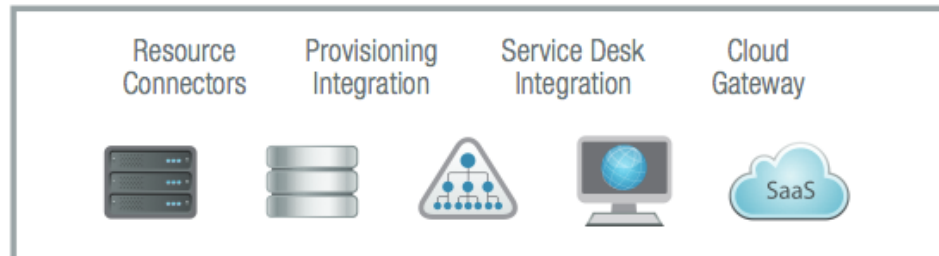 Resource
Connectors
Provisioning
Integration
Service Desk
Integration
Cloud
Gateway
SaaS